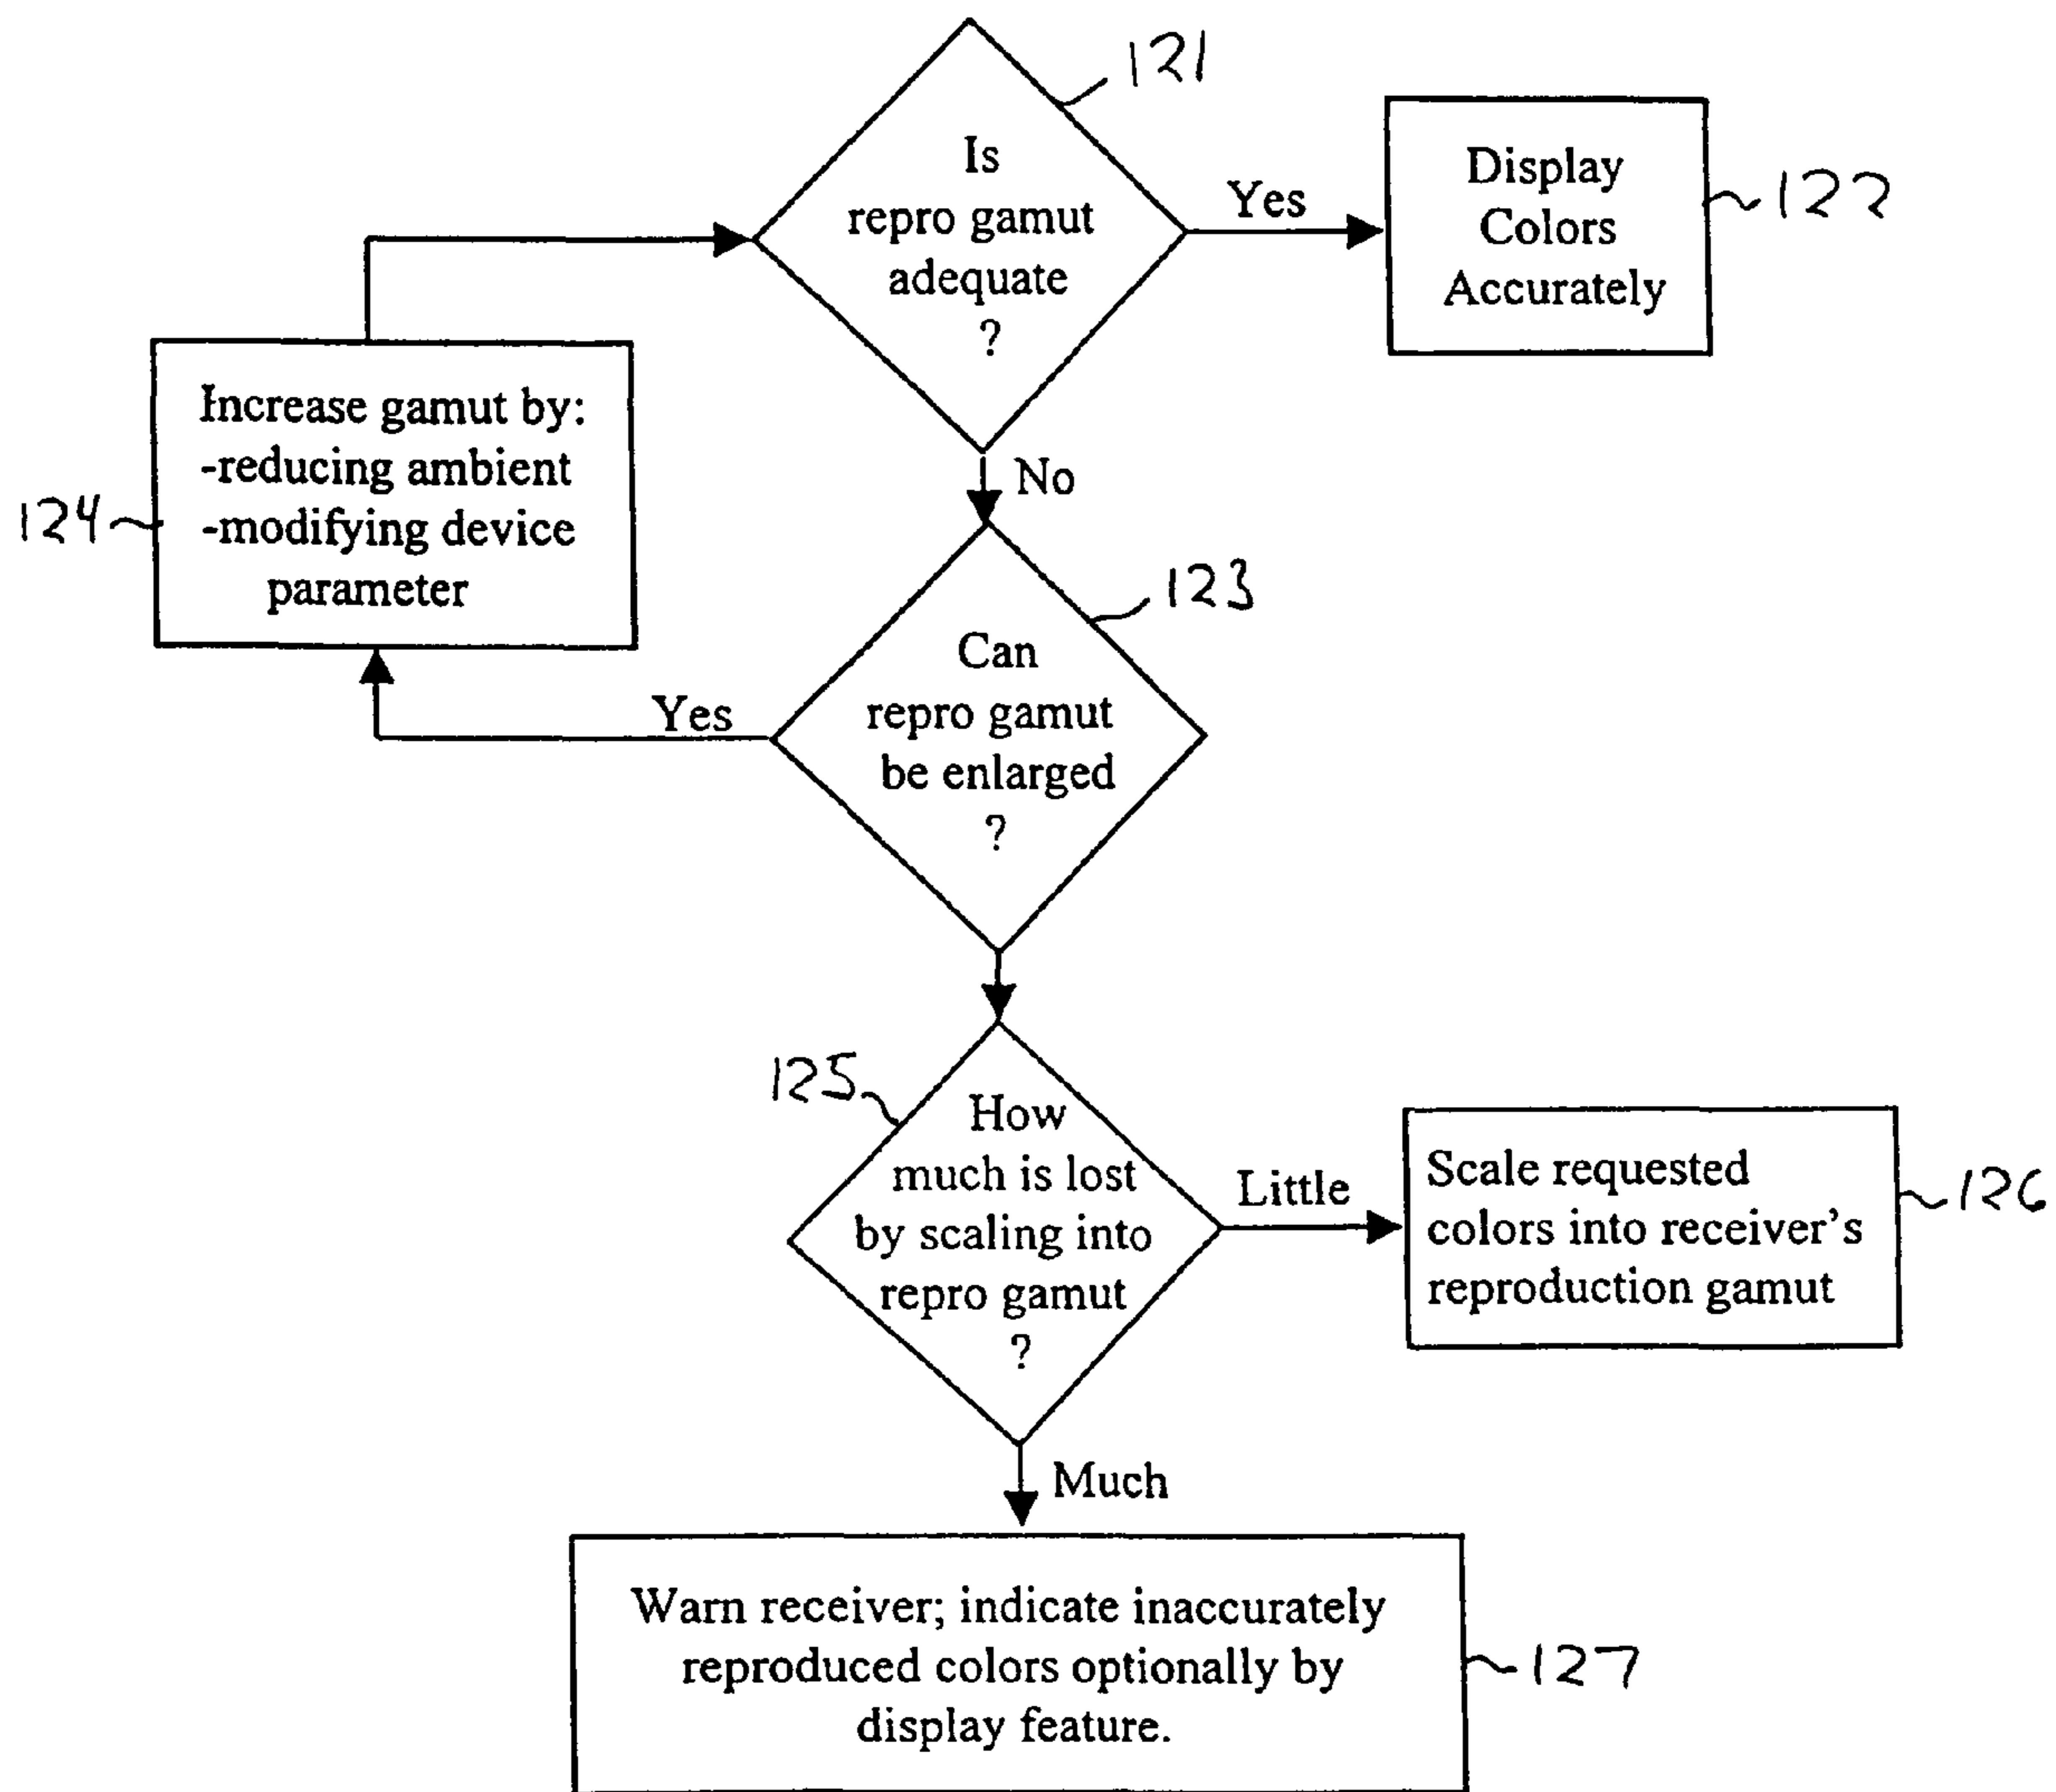 121
Is
repro gamut
adequate
?
Yes
Display
Colors
Accurately
122
Increase gamut by:
-reducing ambient
-modifying device
parameter
124
No
123
Can
repro gamut
be enlarged
?
Yes
125
How
much is lost
by scaling into
repro gamut
?
Little
Scale requested
colors into receiver's
reproduction gamut
126
Much
Warn receiver; indicate inaccurately
reproduced colors optionally by
display feature.
127